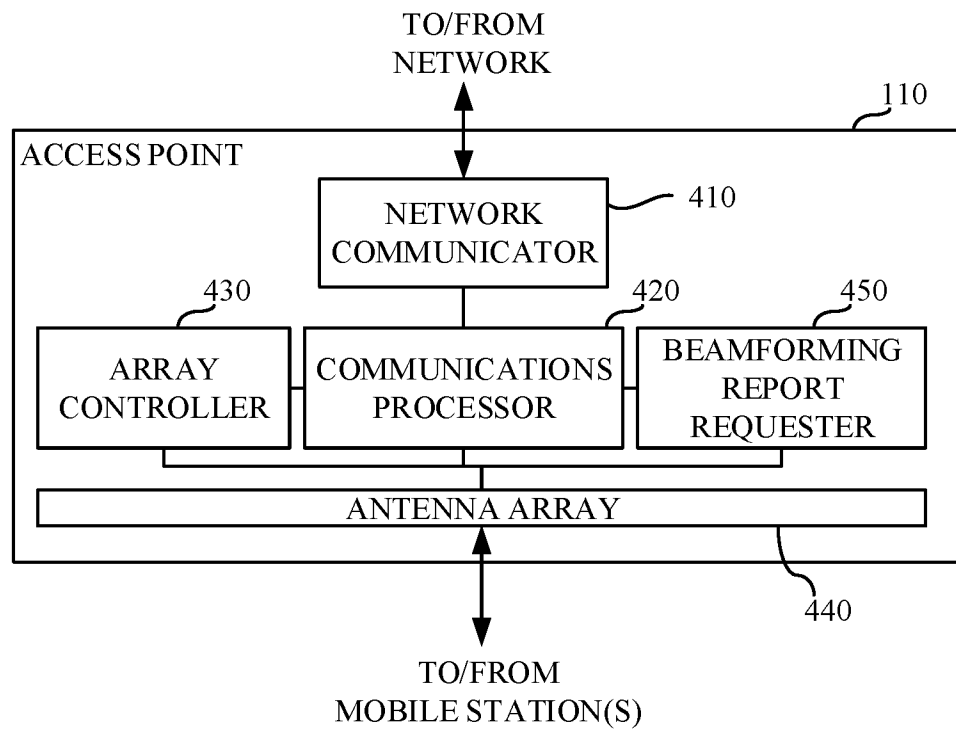 TO/FROM
NETWORK
110
ACCESS POINT
NETWORK
COMMUNICATOR
410
430
420
450
ARRAY
CONTROLLER
COMMUNICATIONS
PROCESSOR
BEAMFORMING
REPORT
REQUESTER
ANTENNA ARRAY
440
TO/FROM
MOBILE STATION(S)